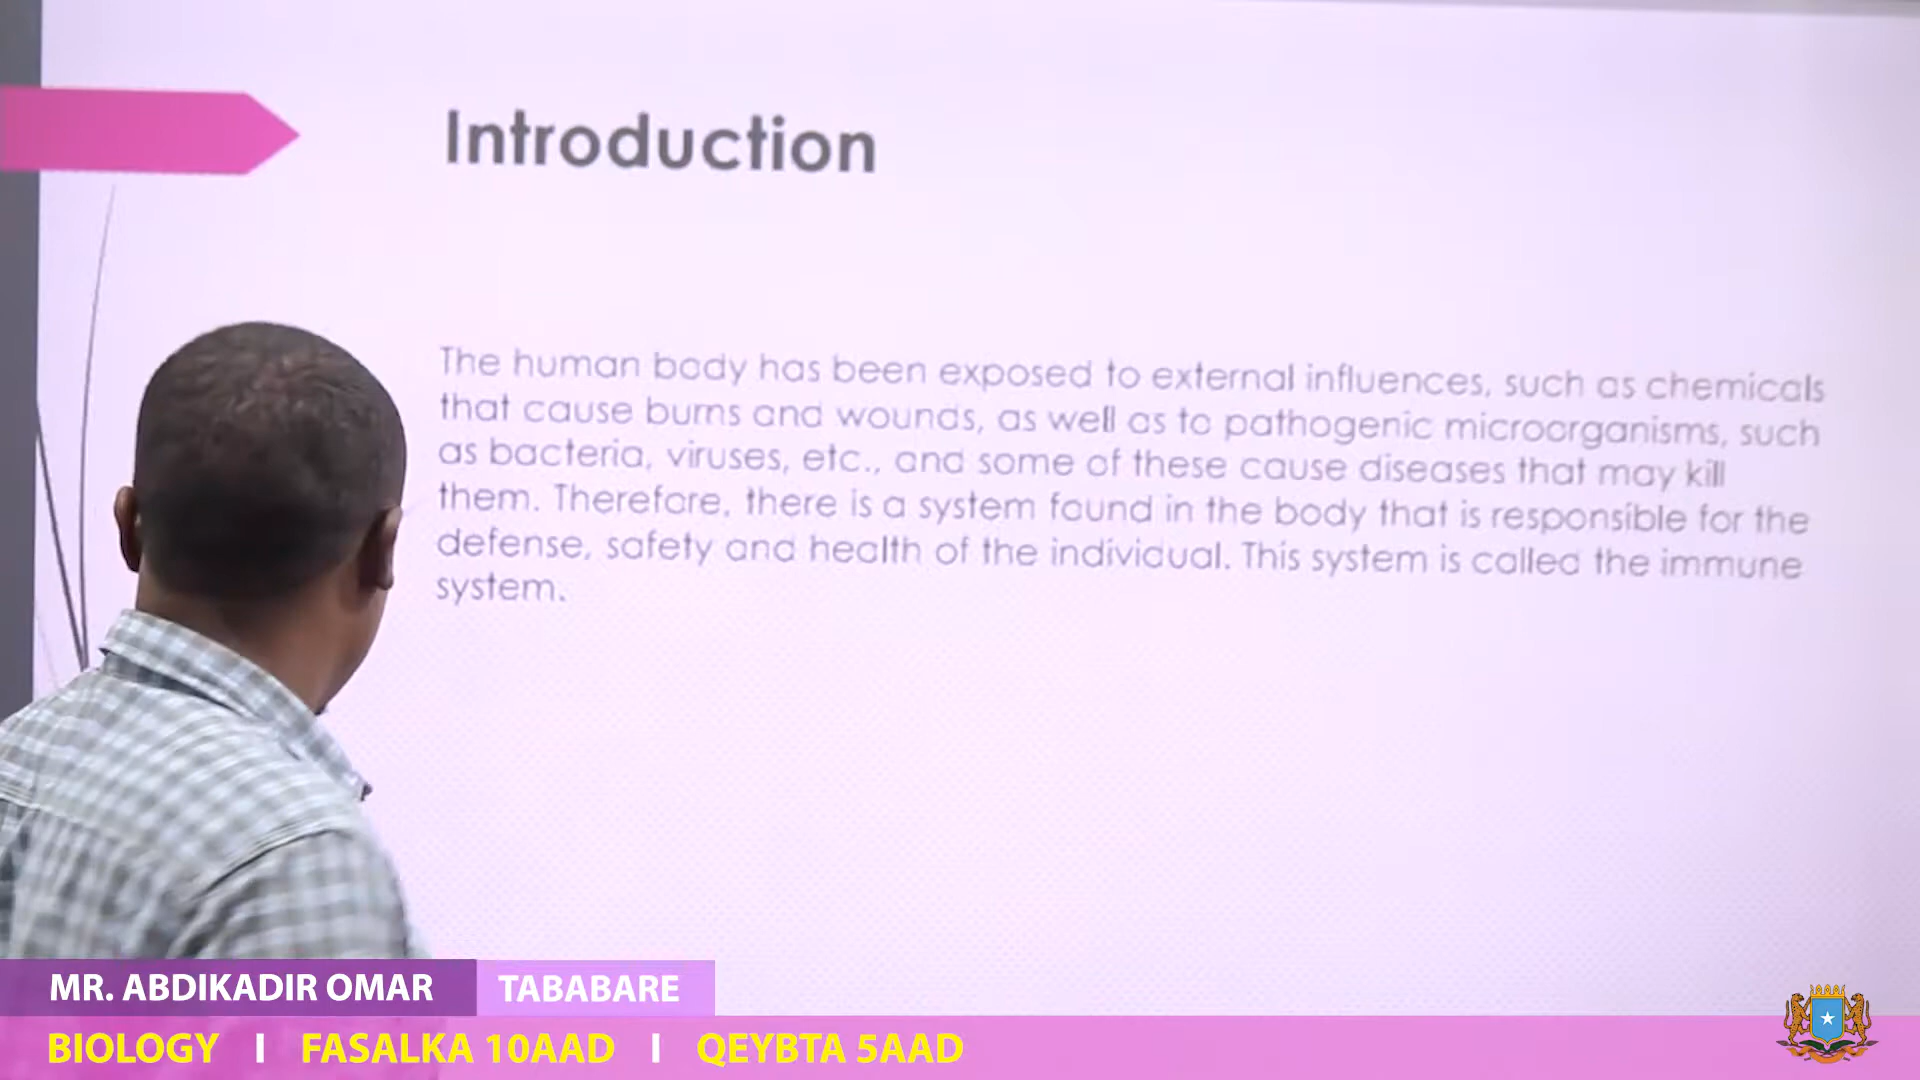 Introduction
The human body has been exposed to external influences, such as chemicals
that cause burns and wounds, as well as to pathogenic microorganisms, such
as bacteria, viruses, etc., and some of these cause diseases that may kill
them. Therefore, there is a system found in the body that is responsible for the
defense, safety and health of the individual. This system is called the immune
system.
MR. ABDIKADIR OMAR TABABARE
BIOLOGY I FASALKA 10AAD I QEYBTA 5AAD